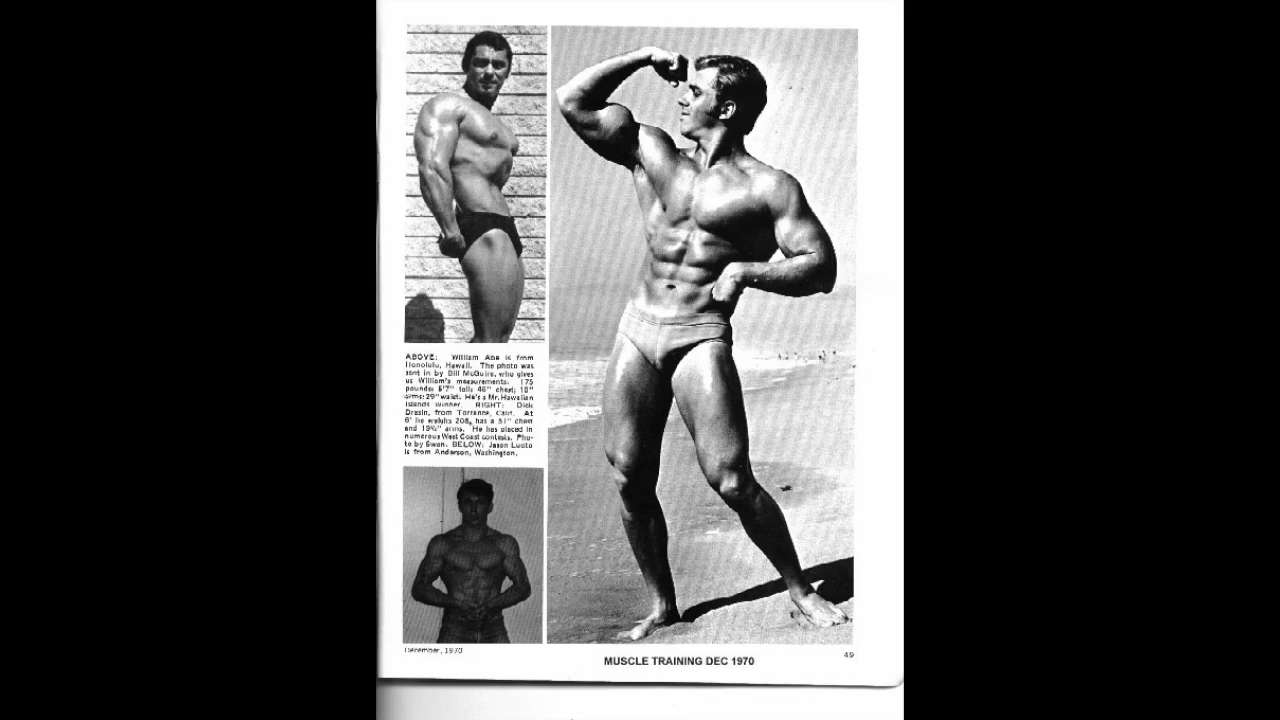 ABOVE: William Abe is from
Honolulu, Hawaii. The photo was
sent in by Bill McGuire, who gives
us William's measurements: 175
pounds; 5'7" tall; 46" chest; 18"
arms; 29" waist. He's a Mr. Hawaiian
Islands winner. RIGHT: Dick
from Torrance, Calif. At
6' he weighs 208, has a 51" chest
and 19¾" arms. He has placed in
numerous West Coast contests. Pho-
to by Swan. BELOW: Jason Luoto
is from Anderson, Washington.
December, 1970
MUSCLE TRAINING DEC 1970
49